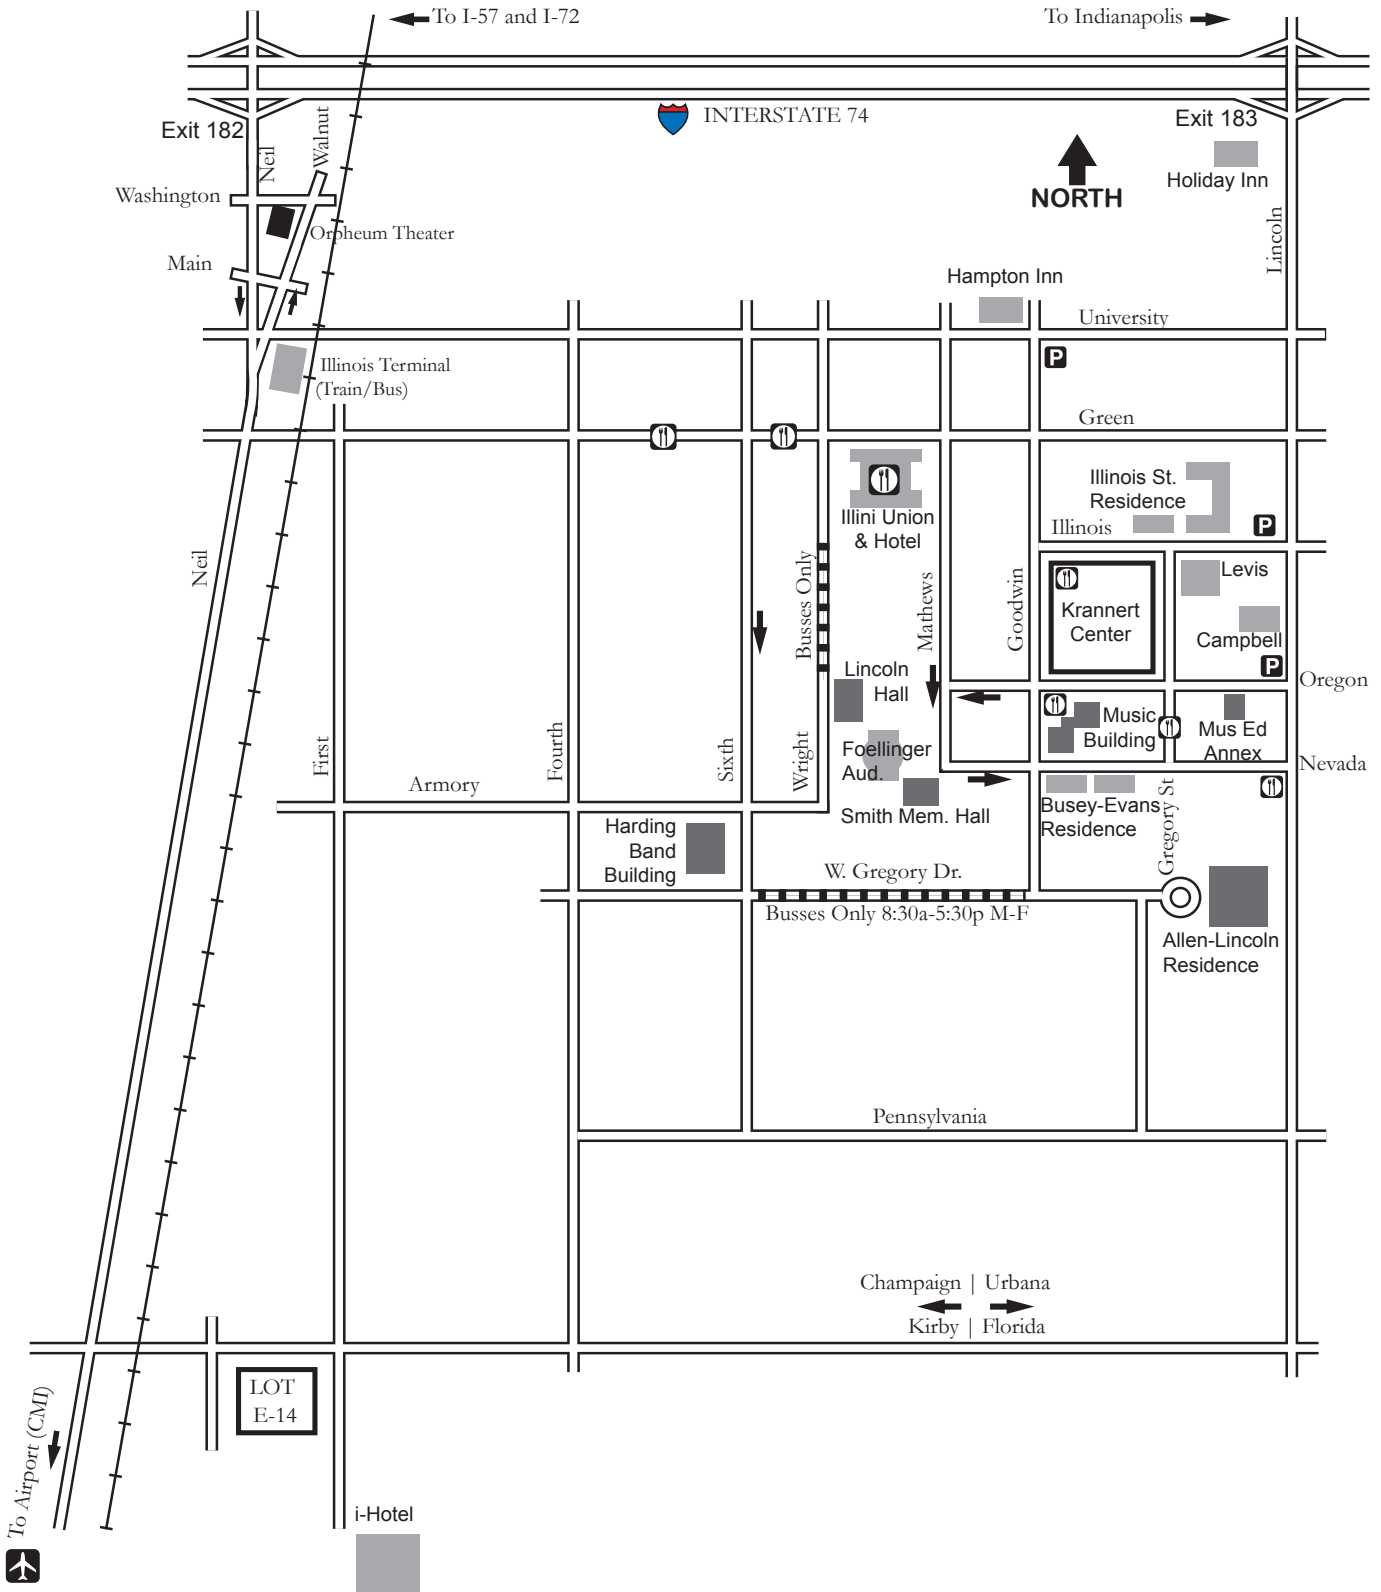 To I-57 and I-72
To Indianapolis
INTERSTATE 74
Exit 182
Exit 183
Neil
Walnut
Washington
NORTH
Holiday Inn
Orpheum Theater
Main
Lincoln
Hampton Inn
University
P
Illinois Terminal
(Train/Bus)
Green
Illinois St.
Residence
Illini Union
& Hotel
Illinois
P
Neil
Busses Only
Mathews
Goodwin
Krannert
Center
Levis
Campbell
P
Oregon
Lincoln
Hall
Music
Building
Mus Ed
Annex
Nevada
First
Fourth
Sixth
Wright
Foellinger
Aud.
Armory
Smith Mem. Hall
Busey-Evans
Residence
Gregory St
Harding
Band
Building
W. Gregory Dr.
Busses Only 8:30a-5:30p M-F
Allen-Lincoln
Residence
Pennsylvania
Champaign | Urbana
Kirby | Florida
LOT
E-14
To Airport (CMI)
i-Hotel